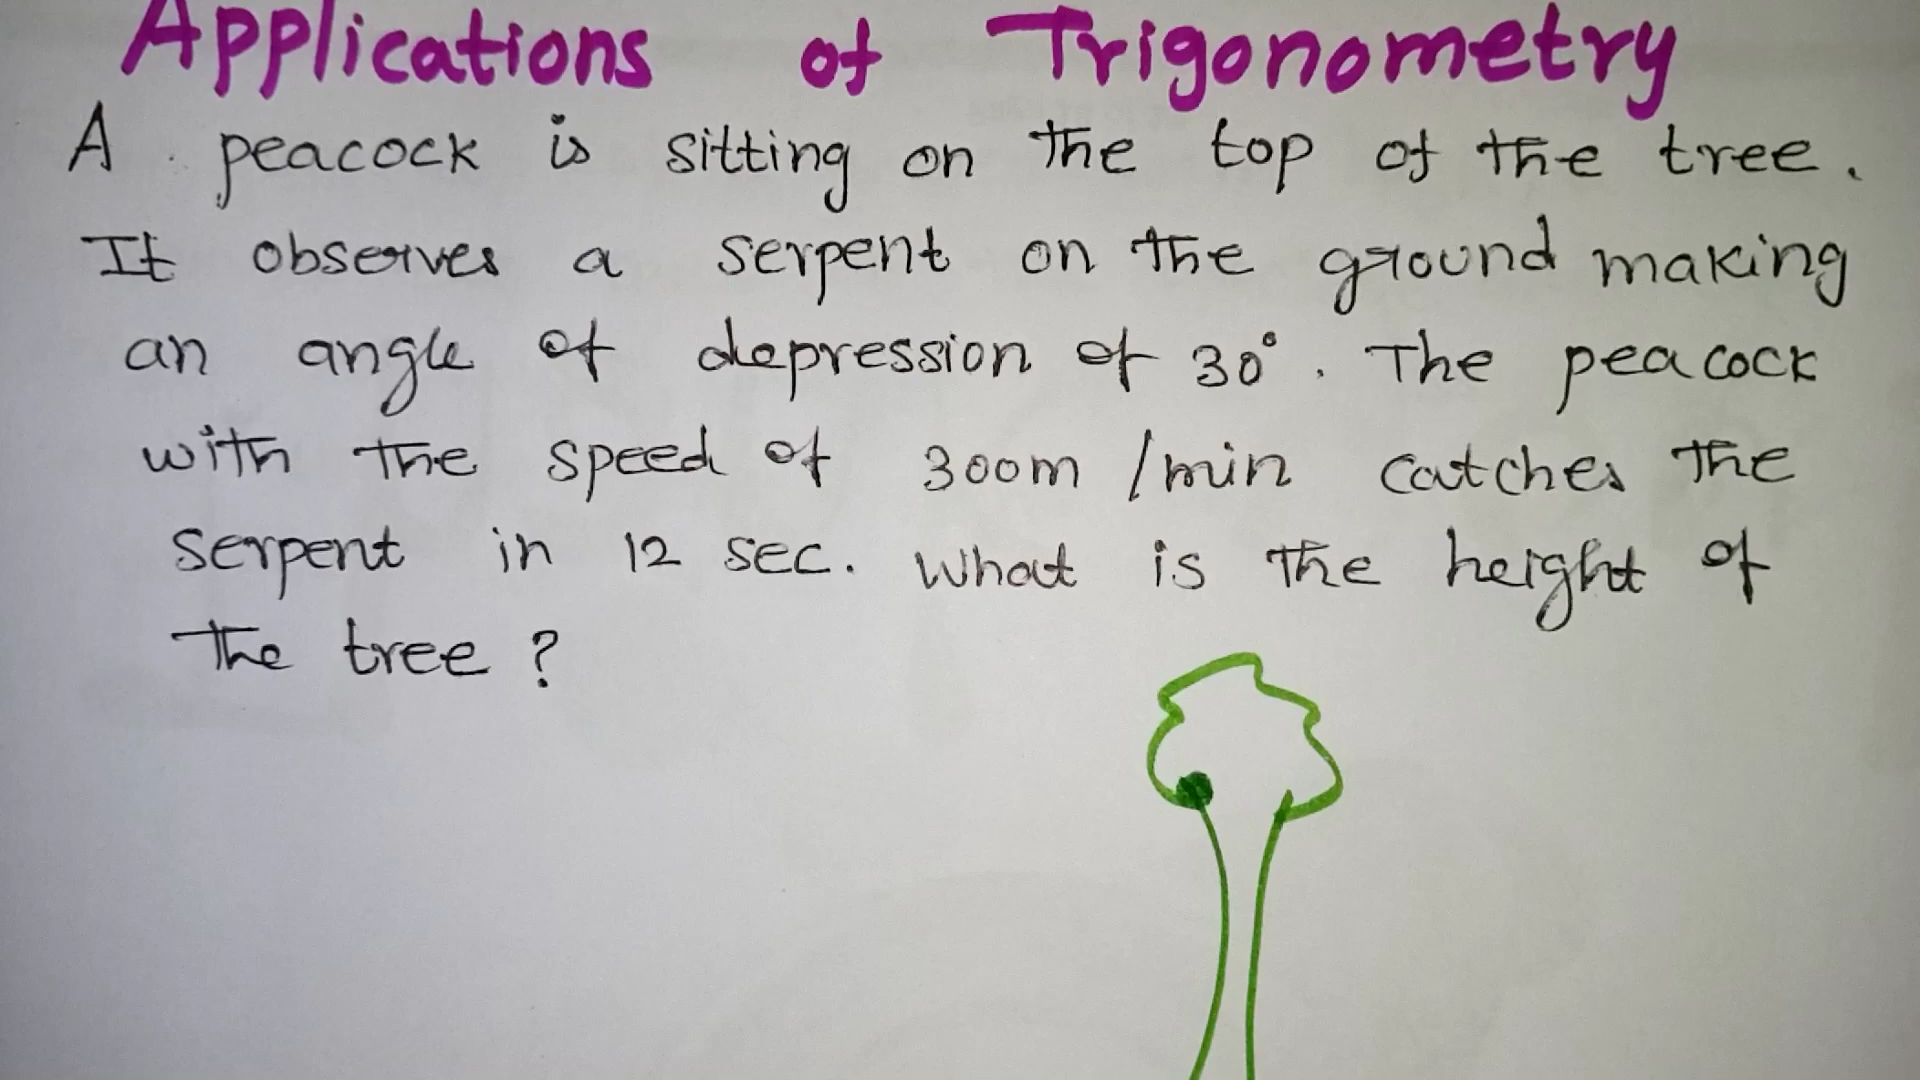 Applications of Trigonometry
A peacock is sitting on the top of the tree.
It observes a serpent on the ground making
an angle of depression of 30°. The peacock
with the speed of 300m /min catches the
serpent in 12 sec. What is the height of
the tree?